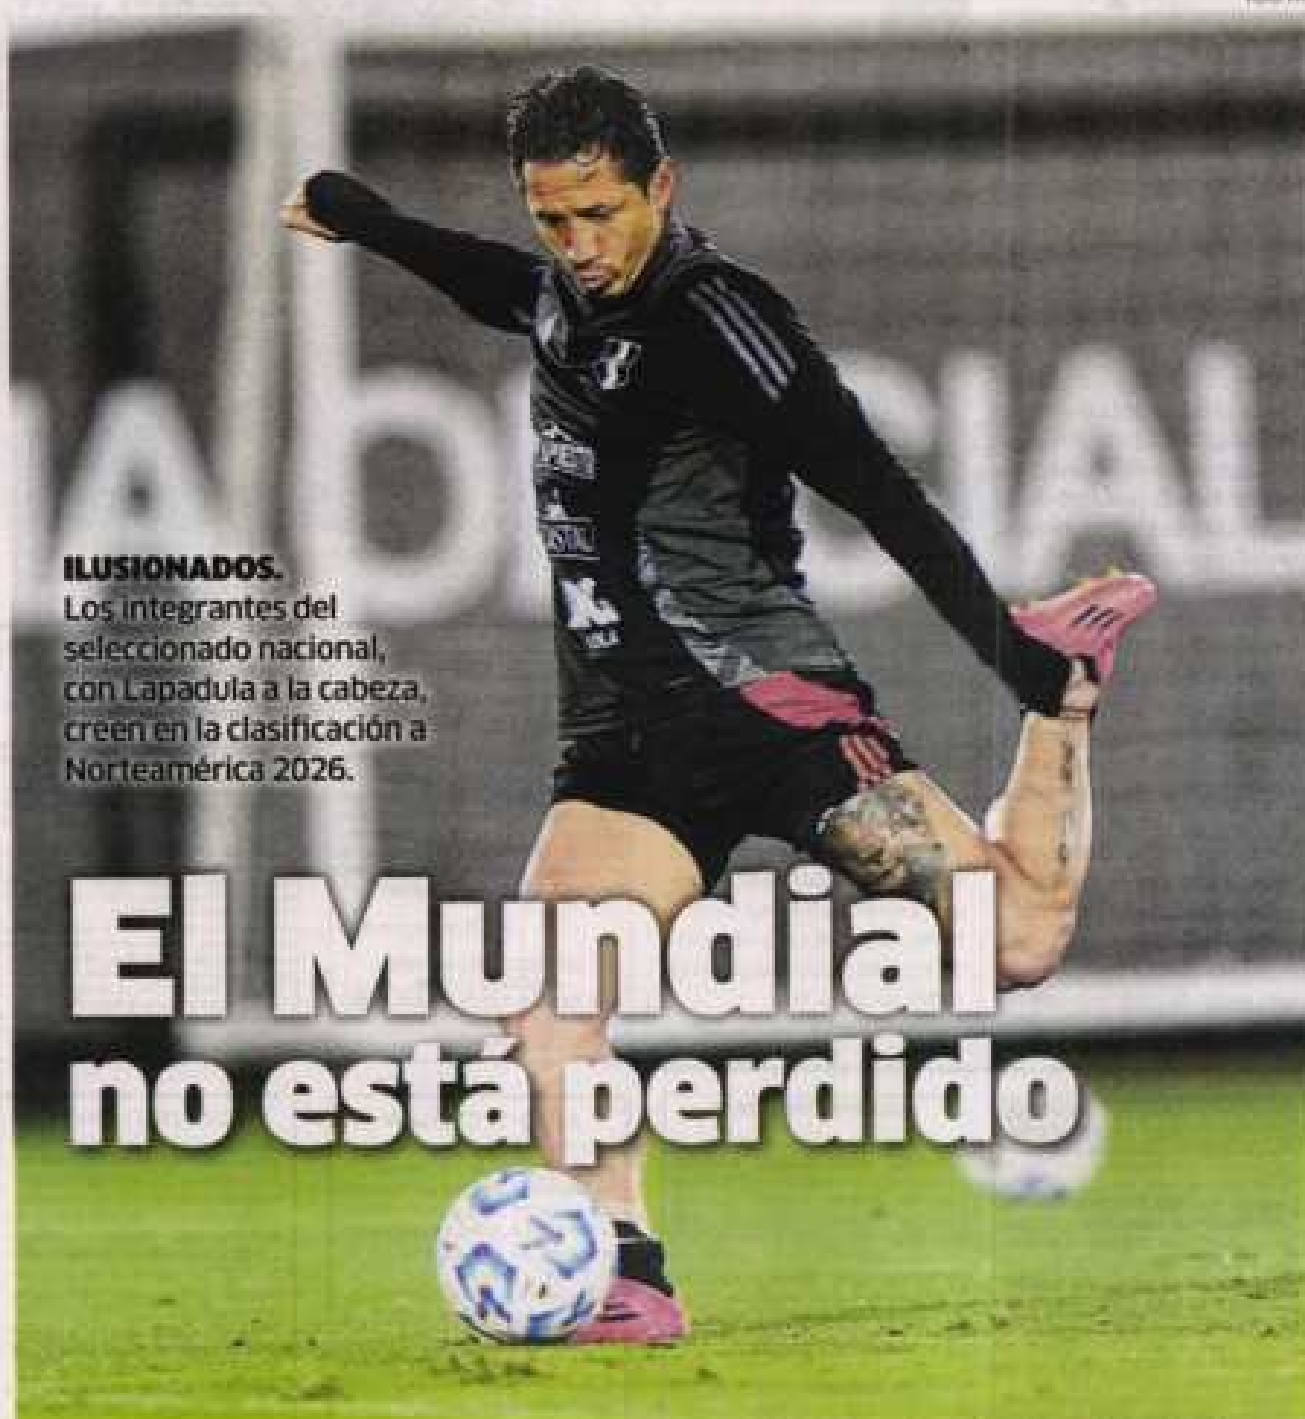 ILUSIONADOS.
Los integrantes del
seleccionado nacional,
con Lapadula a la cabeza,
creen en la clasificación a
Norteamérica 2026.
El Mundial
no está perdido